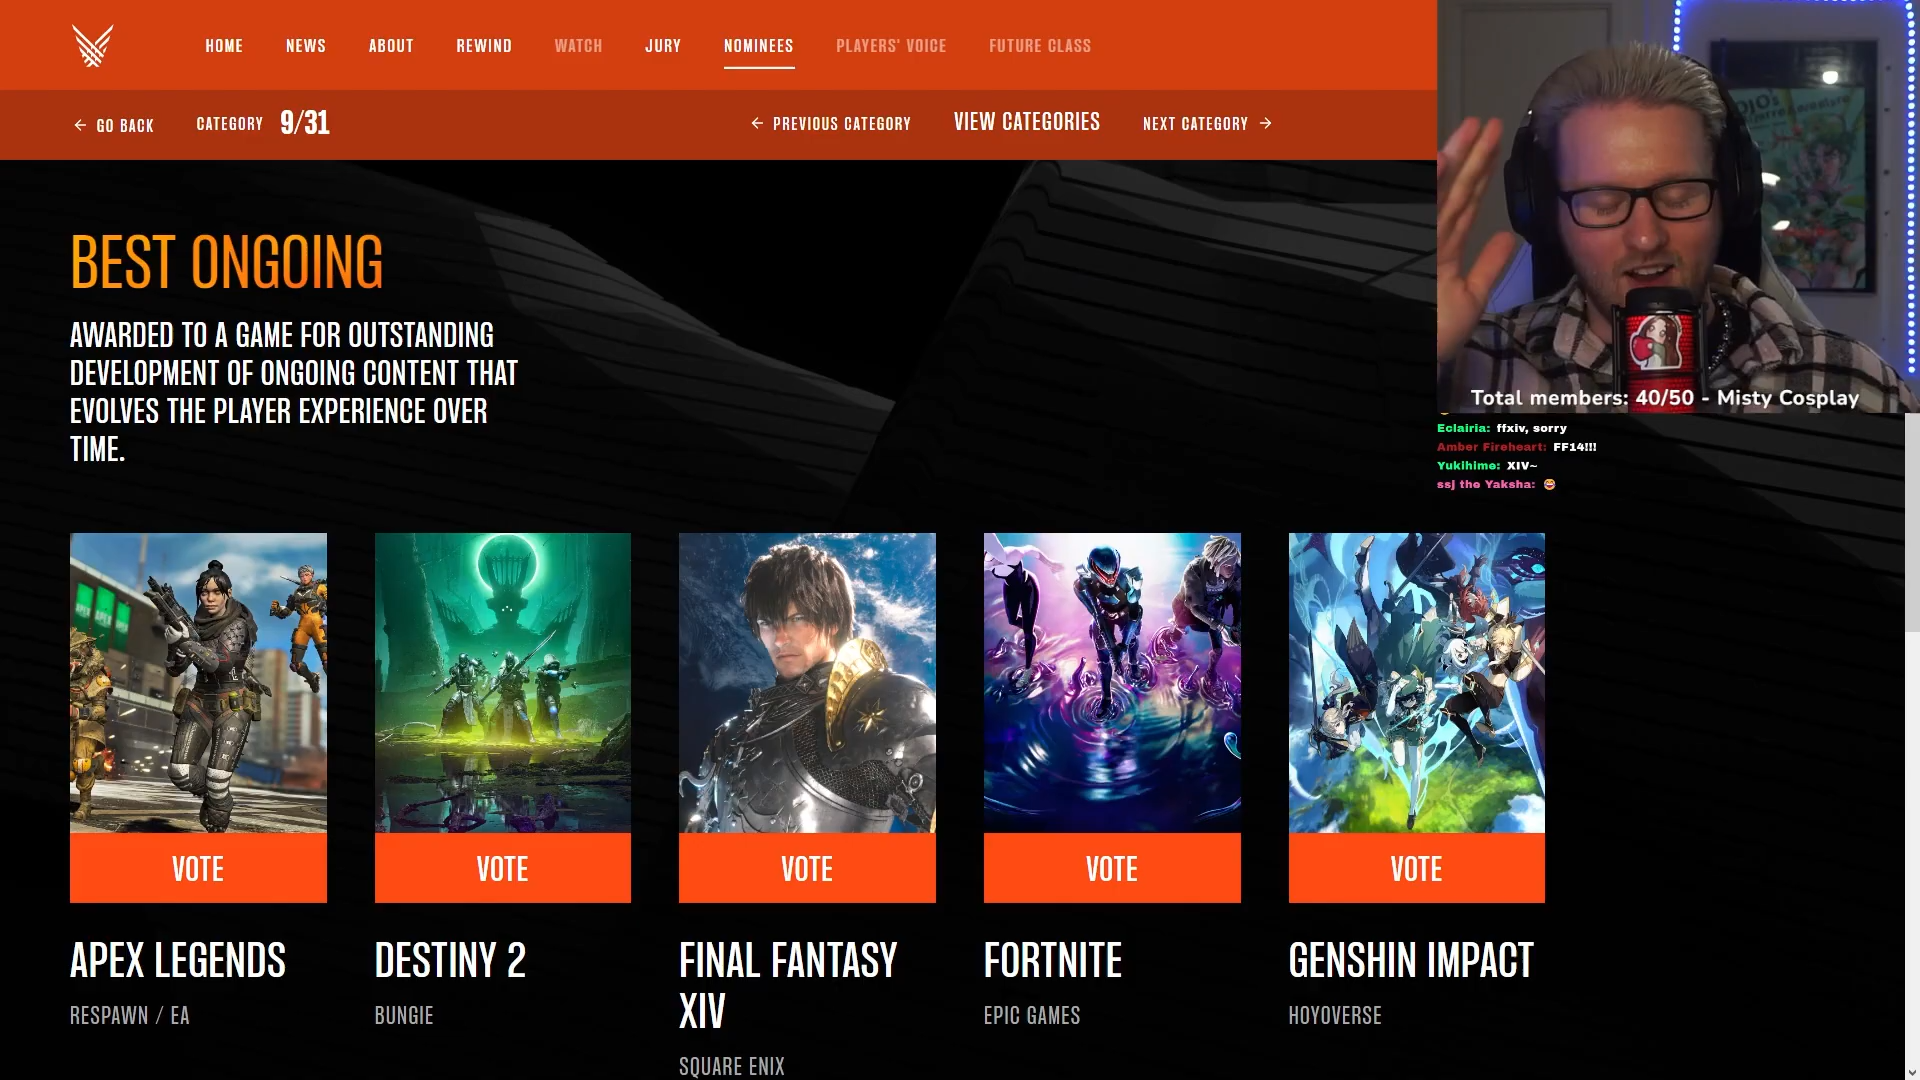 HOME NEWS ABOUT REWIND WATCH JURY NOMINEES PLAYERS' VOICE FUTURE CLASS
GO BACK CATEGORY 9/31 PREVIOUS CATEGORY VIEW CATEGORIES NEXT CATEGORY
BEST ONGOING
AWARDED TO A GAME FOR OUTSTANDING
DEVELOPMENT OF ONGOING CONTENT THAT
EVOLVES THE PLAYER EXPERIENCE OVER
TIME.
Total members: 40/50 - Misty Cosplay
Eclairia: ffxiv, sorry
Amber Fireheart: FF14!!!
Yukihime: XIV~
ssj the Yaksha:
VOTE VOTE VOTE VOTE VOTE
APEX LEGENDS DESTINY 2 FINAL FANTASY FORTNITE GENSHIN IMPACT
XIV
RESPAWN / EA BUNGIE EPIC GAMES HOYOVERSE
SQUARE ENIX